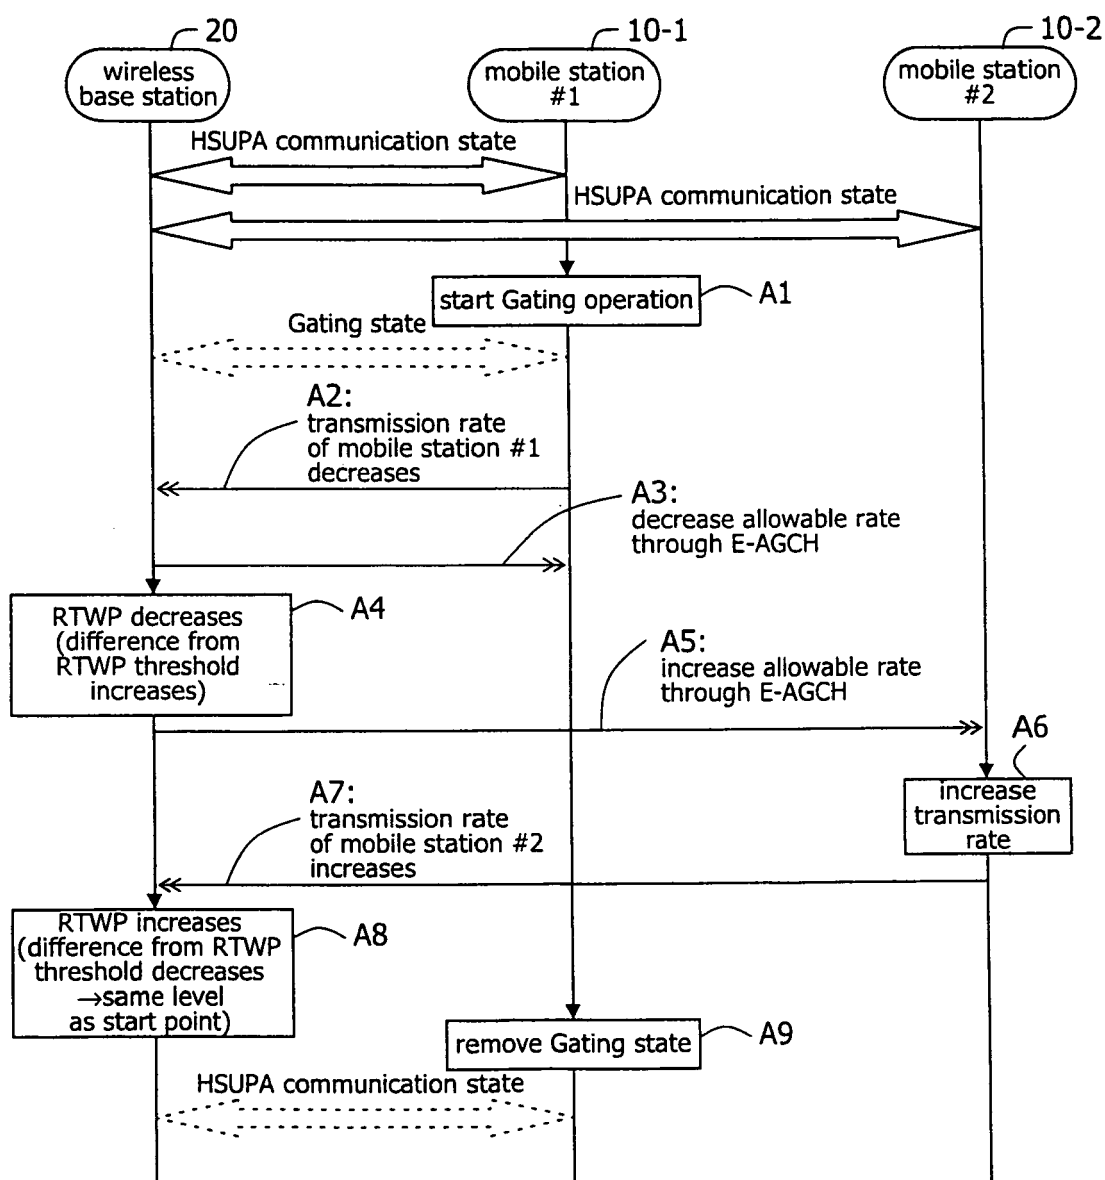 20
10-1
10-2
wireless
base station
mobile station
#1
mobile station
#2
HSUPA communication state
HSUPA communication state
start Gating operation
A1
Gating state
A2:
transmission rate
of mobile station #1
decreases
A3:
decrease allowable rate
through E-AGCH
RTWP decreases
(difference from
RTWP threshold
increases)
A4
A5:
increase allowable rate
through E-AGCH
A6
increase
transmission
rate
A7:
transmission rate
of mobile station #2
increases
RTWP increases
(difference from RTWP
threshold decreases
→same level
as start point)
A8
remove Gating state
A9
HSUPA communication state